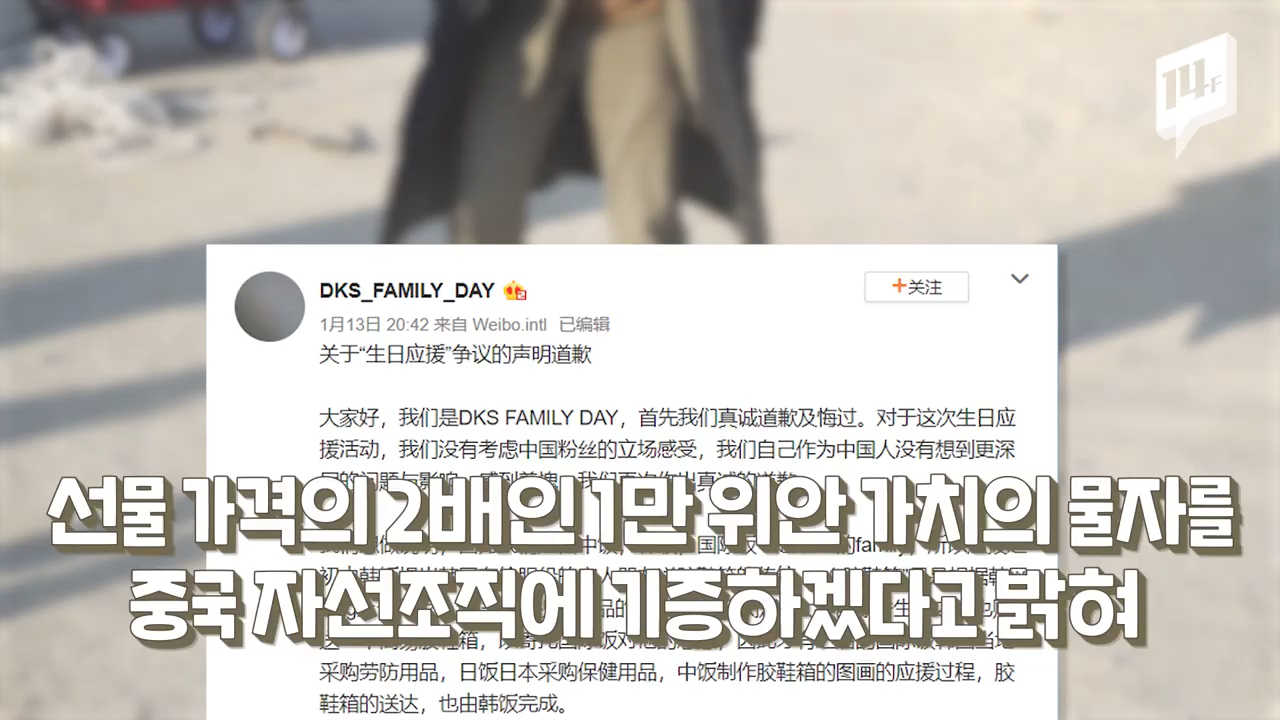 14F
DKS_FAMILY_DAY
+关注
1月13日 20:42 来自 Weibo.intl 已编辑
关于“生日应援”争议的声明道歉
大家好，我们是DKS FAMILY DAY，首先我们真诚道歉及悔过。对于这次生日应
援活动，我们没有考虑中国粉丝的立场感受，我们自己作为中国人没有想到更深
선물 가격의 2배인 1만 위안 가치의 물자를
중국 자선조직에 기증하겠다고 밝혀
采购劳防用品，日饭日本采购保健用品，中饭制作胶鞋箱的图画的应援过程，胶
鞋箱的送达，也由韩饭完成。